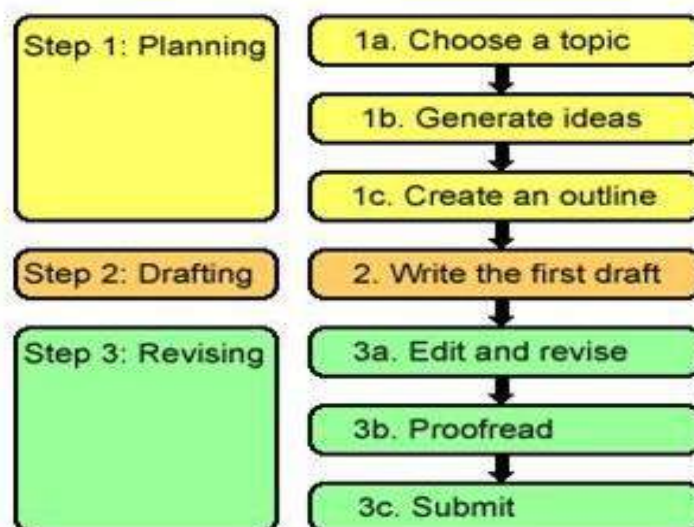 Step 1: Planning
1a. Choose a topic
1b. Generate ideas
1c. Create an outline
Step 2: Drafting
2. Write the first draft
Step 3: Revising
3a. Edit and revise
3b. Proofread
3c. Submit